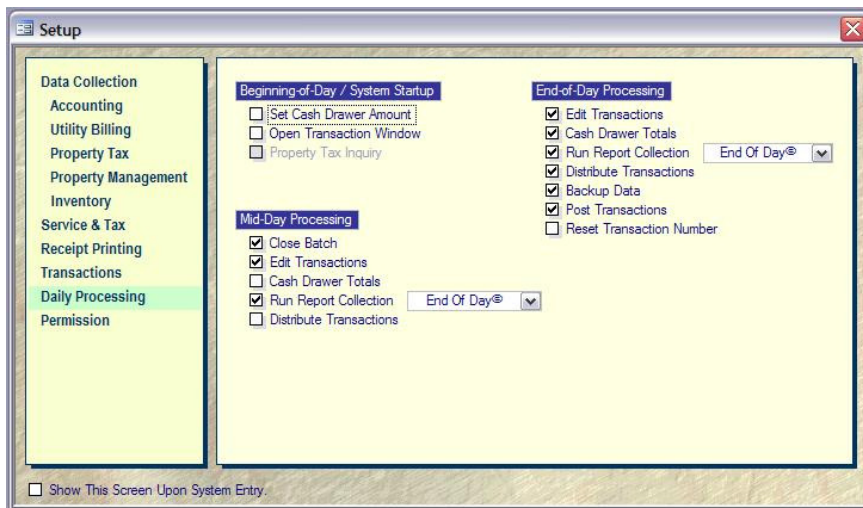 Setup
Data Collection
Accounting
Utility Billing
Property Tax
Property Management
Inventory
Service & Tax
Receipt Printing
Transactions
Daily Processing
Permission
Beginning-of-Day / System Startup
Set Cash Drawer Amount
Open Transaction Window
Property Tax Inquiry
Mid-Day Processing
Close Batch
Edit Transactions
Cash Drawer Totals
Run Report Collection End Of Day®
Distribute Transactions
End-of-Day Processing
Edit Transactions
Cash Drawer Totals
Run Report Collection End Of Day®
Distribute Transactions
Backup Data
Post Transactions
Reset Transaction Number
Show This Screen Upon System Entry.